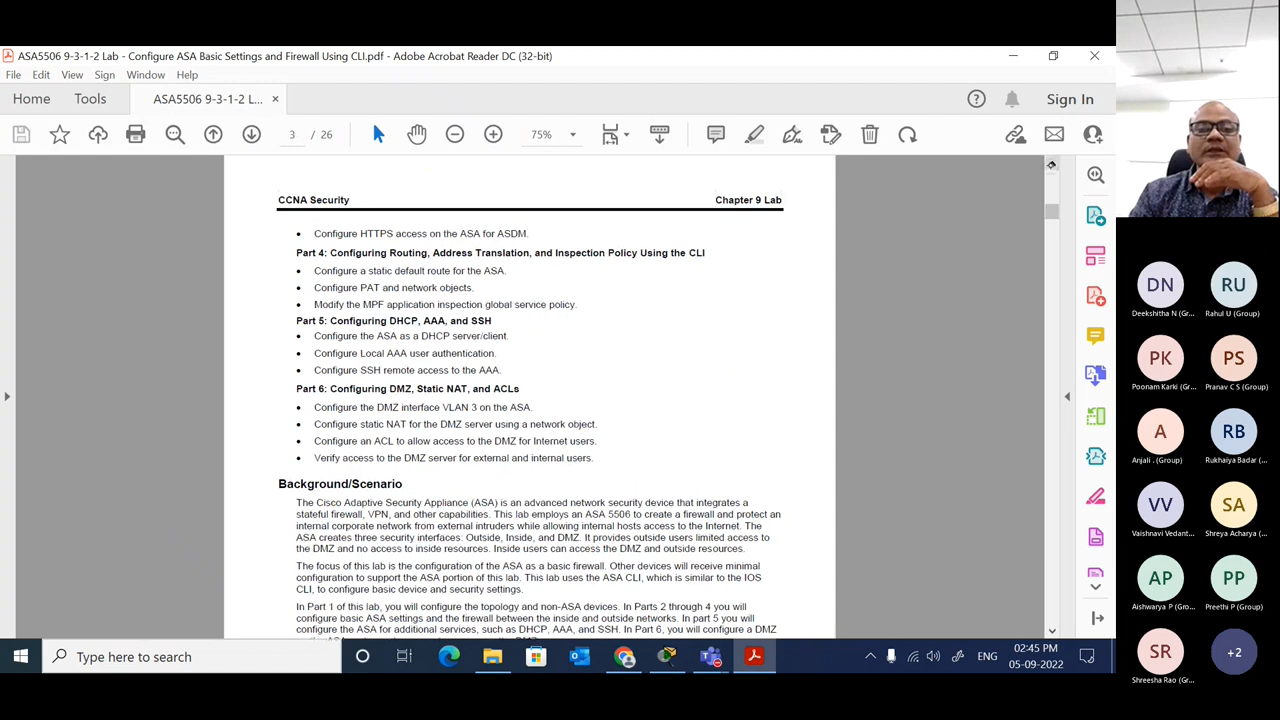 ASA5506 9-3-1-2 Lab - Configure ASA Basic Settings and Firewall Using CLI.pdf - Adobe Acrobat Reader DC (32-bit)
File Edit View Sign Window Help
Home Tools ASA5506 9-3-1-2 L... × Sign In
3 / 26 75%
CCNA Security Chapter 9 Lab
• Configure HTTPS access on the ASA for ASDM.
Part 4: Configuring Routing, Address Translation, and Inspection Policy Using the CLI
• Configure a static default route for the ASA.
• Configure PAT and network objects.
• Modify the MPF application inspection global service policy.
Part 5: Configuring DHCP, AAA, and SSH
• Configure the ASA as a DHCP server/client.
• Configure Local AAA user authentication.
• Configure SSH remote access to the AAA.
Part 6: Configuring DMZ, Static NAT, and ACLs
• Configure the DMZ interface VLAN 3 on the ASA.
• Configure static NAT for the DMZ server using a network object.
• Configure an ACL to allow access to the DMZ for Internet users.
• Verify access to the DMZ server for external and internal users.
Background/Scenario
The Cisco Adaptive Security Appliance (ASA) is an advanced network security device that integrates a
stateful firewall, VPN, and other capabilities. This lab employs an ASA 5506 to create a firewall and protect an
internal corporate network from external intruders while allowing internal hosts access to the Internet. The
ASA creates three security interfaces: Outside, Inside, and DMZ. It provides outside users limited access to
the DMZ and no access to inside resources. Inside users can access the DMZ and outside resources.
The focus of this lab is the configuration of the ASA as a basic firewall. Other devices will receive minimal
configuration to support the ASA portion of this lab. This lab uses the ASA CLI, which is similar to the IOS
CLI, to configure basic device and security settings.
In Part 1 of this lab, you will configure the topology and non-ASA devices. In Parts 2 through 4 you will
configure basic ASA settings and the firewall between the inside and outside networks. In part 5 you will
configure the ASA for additional services, such as DHCP, AAA, and SSH. In Part 6, you will configure a DMZ
Type here to search
ENG
02:45 PM
05-09-2022
DN RU
Deekshitha N (Gr... Rahul U (Group)
PK PS
Poonam Karki (Gr... Pranav C S (Group)
A RB
Anjali . (Group) Rukhaiya Badar (Gr...
VV SA
Vaishnavi Vedant... Shreya Acharya (Gr...
AP PP
Aishwarya P (Gro... Preethi P (Group)
SR +2
Shreesha Rao (Gr...